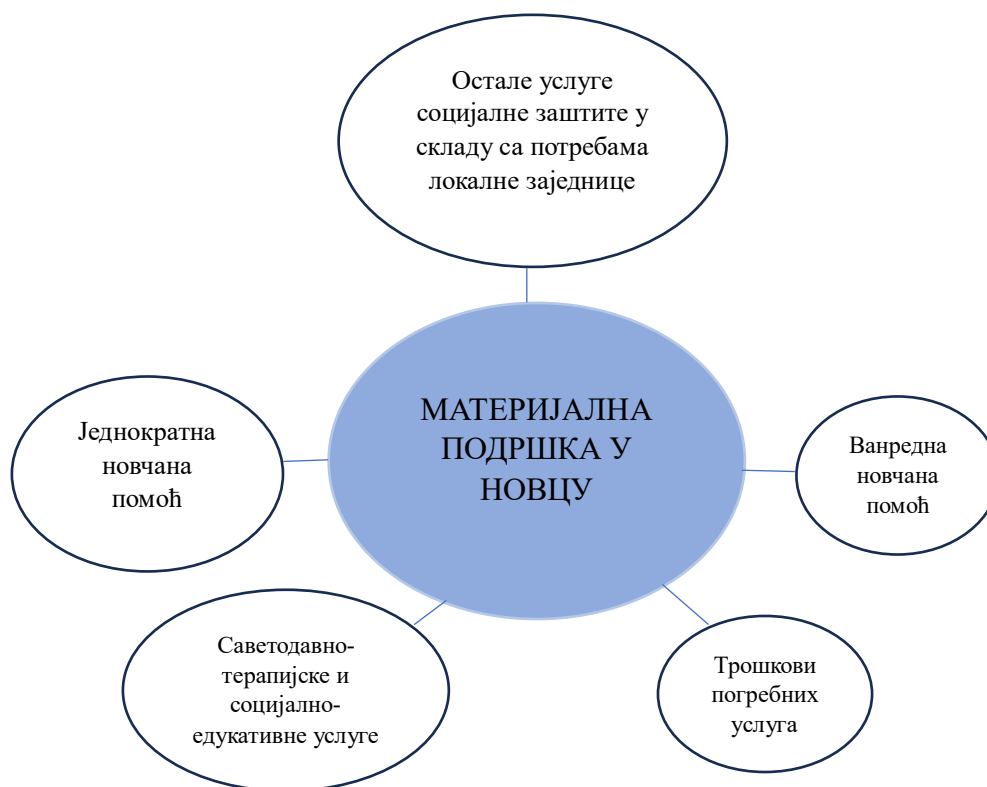 Остале услуге
социјалне заштите у
складу са потребама
локалне заједнице
МАТЕРИЈАЛНА
ПОДРШКА У
НОВЦУ
Једнократна
новчана
помоћ
Ванредна
новчана
помоћ
Саветодавно-
терапијске и
социјално-
едукативне услуге
Трошкови
погребних
услуга